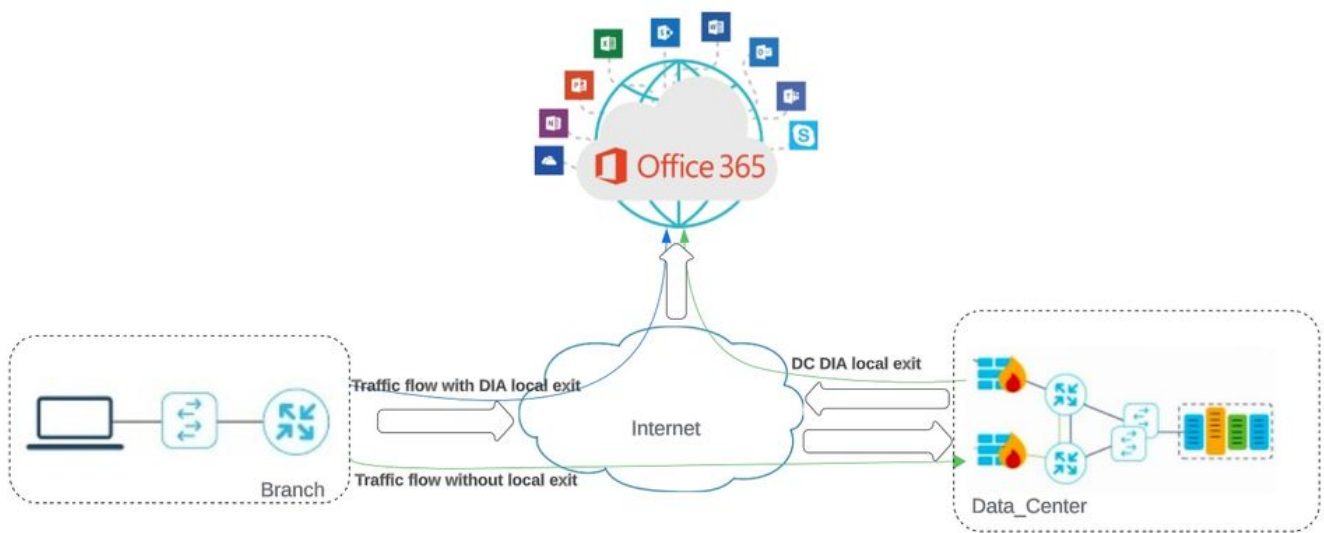 Office 365
Traffic flow with DIA local exit
DC DIA local exit
Internet
Traffic flow without local exit
Branch
Data_Center